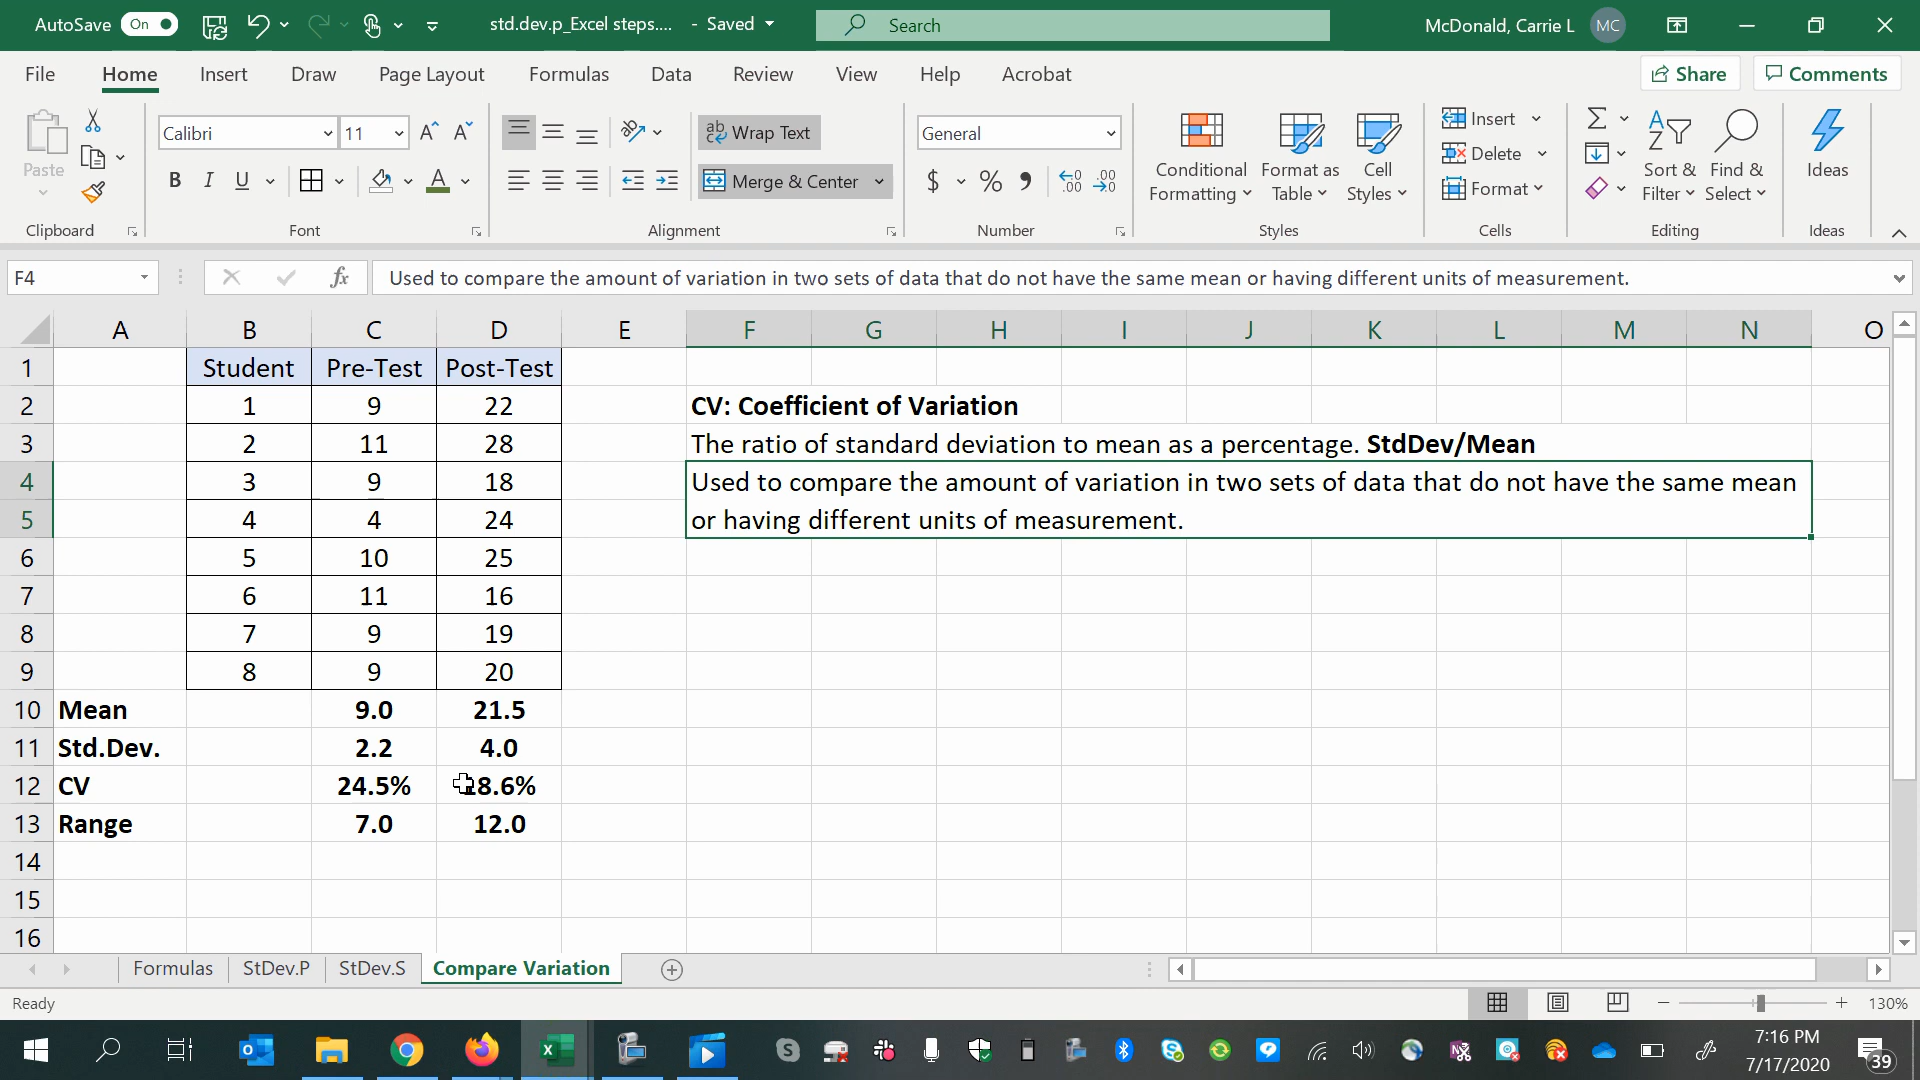 AutoSave On std.dev.p_Excel steps.... - Saved Search McDonald, Carrie L MC
File Home Insert Draw Page Layout Formulas Data Review View Help Acrobat Share Comments
Paste
Clipboard
Calibri 11
B I U
Font
ab Wrap Text
Merge & Center
Alignment
General
$ % 9 .00 .00
Number
Conditional Formatting
Format as Table
Cell Styles
Styles
Insert
Delete
Format
Cells
Sort & Filter
Find & Select
Editing
Ideas
Ideas
F4 fx Used to compare the amount of variation in two sets of data that do not have the same mean or having different units of measurement.
A B C D E F G H I J K L M N O
1 Student Pre-Test Post-Test
2 1 9 22 CV: Coefficient of Variation
3 2 11 28 The ratio of standard deviation to mean as a percentage. StdDev/Mean
4 3 9 18 Used to compare the amount of variation in two sets of data that do not have the same mean
5 4 4 24 or having different units of measurement.
6 5 10 25
7 6 11 16
8 7 9 19
9 8 9 20
10 Mean 9.0 21.5
11 Std.Dev. 2.2 4.0
12 CV 24.5% 18.6%
13 Range 7.0 12.0
14
15
16
Formulas StDev.P StDev.S Compare Variation
Ready 130%
7:16 PM
7/17/2020
39